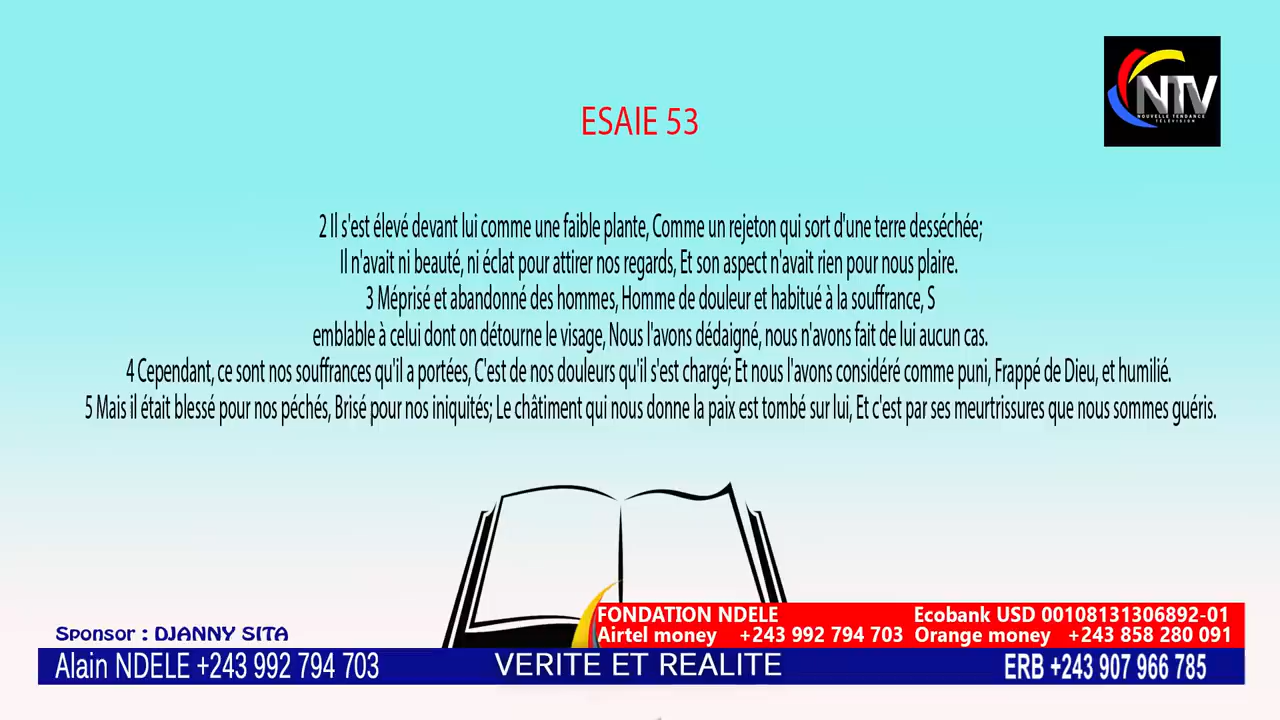 NTV
NOUVELLE TENDANCE
TELEVISION
ESAIE 53
2 Il s'est élevé devant lui comme une faible plante, Comme un rejeton qui sort d'une terre desséchée;
Il n'avait ni beauté, ni éclat pour attirer nos regards, Et son aspect n'avait rien pour nous plaire.
3 Méprisé et abandonné des hommes, Homme de douleur et habitué à la souffrance, S
emblable à celui dont on détourne le visage, Nous l'avons dédaigné, nous n'avons fait de lui aucun cas.
4 Cependant, ce sont nos souffrances qu'il a portées, C'est de nos douleurs qu'il s'est chargé; Et nous l'avons considéré comme puni, Frappé de Dieu, et humilié.
5 Mais il était blessé pour nos péchés, Brisé pour nos iniquités; Le châtiment qui nous donne la paix est tombé sur lui, Et c'est par ses meurtrissures que nous sommes guéris.
FONDATION NDELE Ecobank USD 00108131306892-01
Airtel money +243 992 794 703 Orange money +243 858 280 091
Sponsor : DJANNY SITA
Alain NDELE +243 992 794 703 VERITE ET REALITE ERB +243 907 966 785